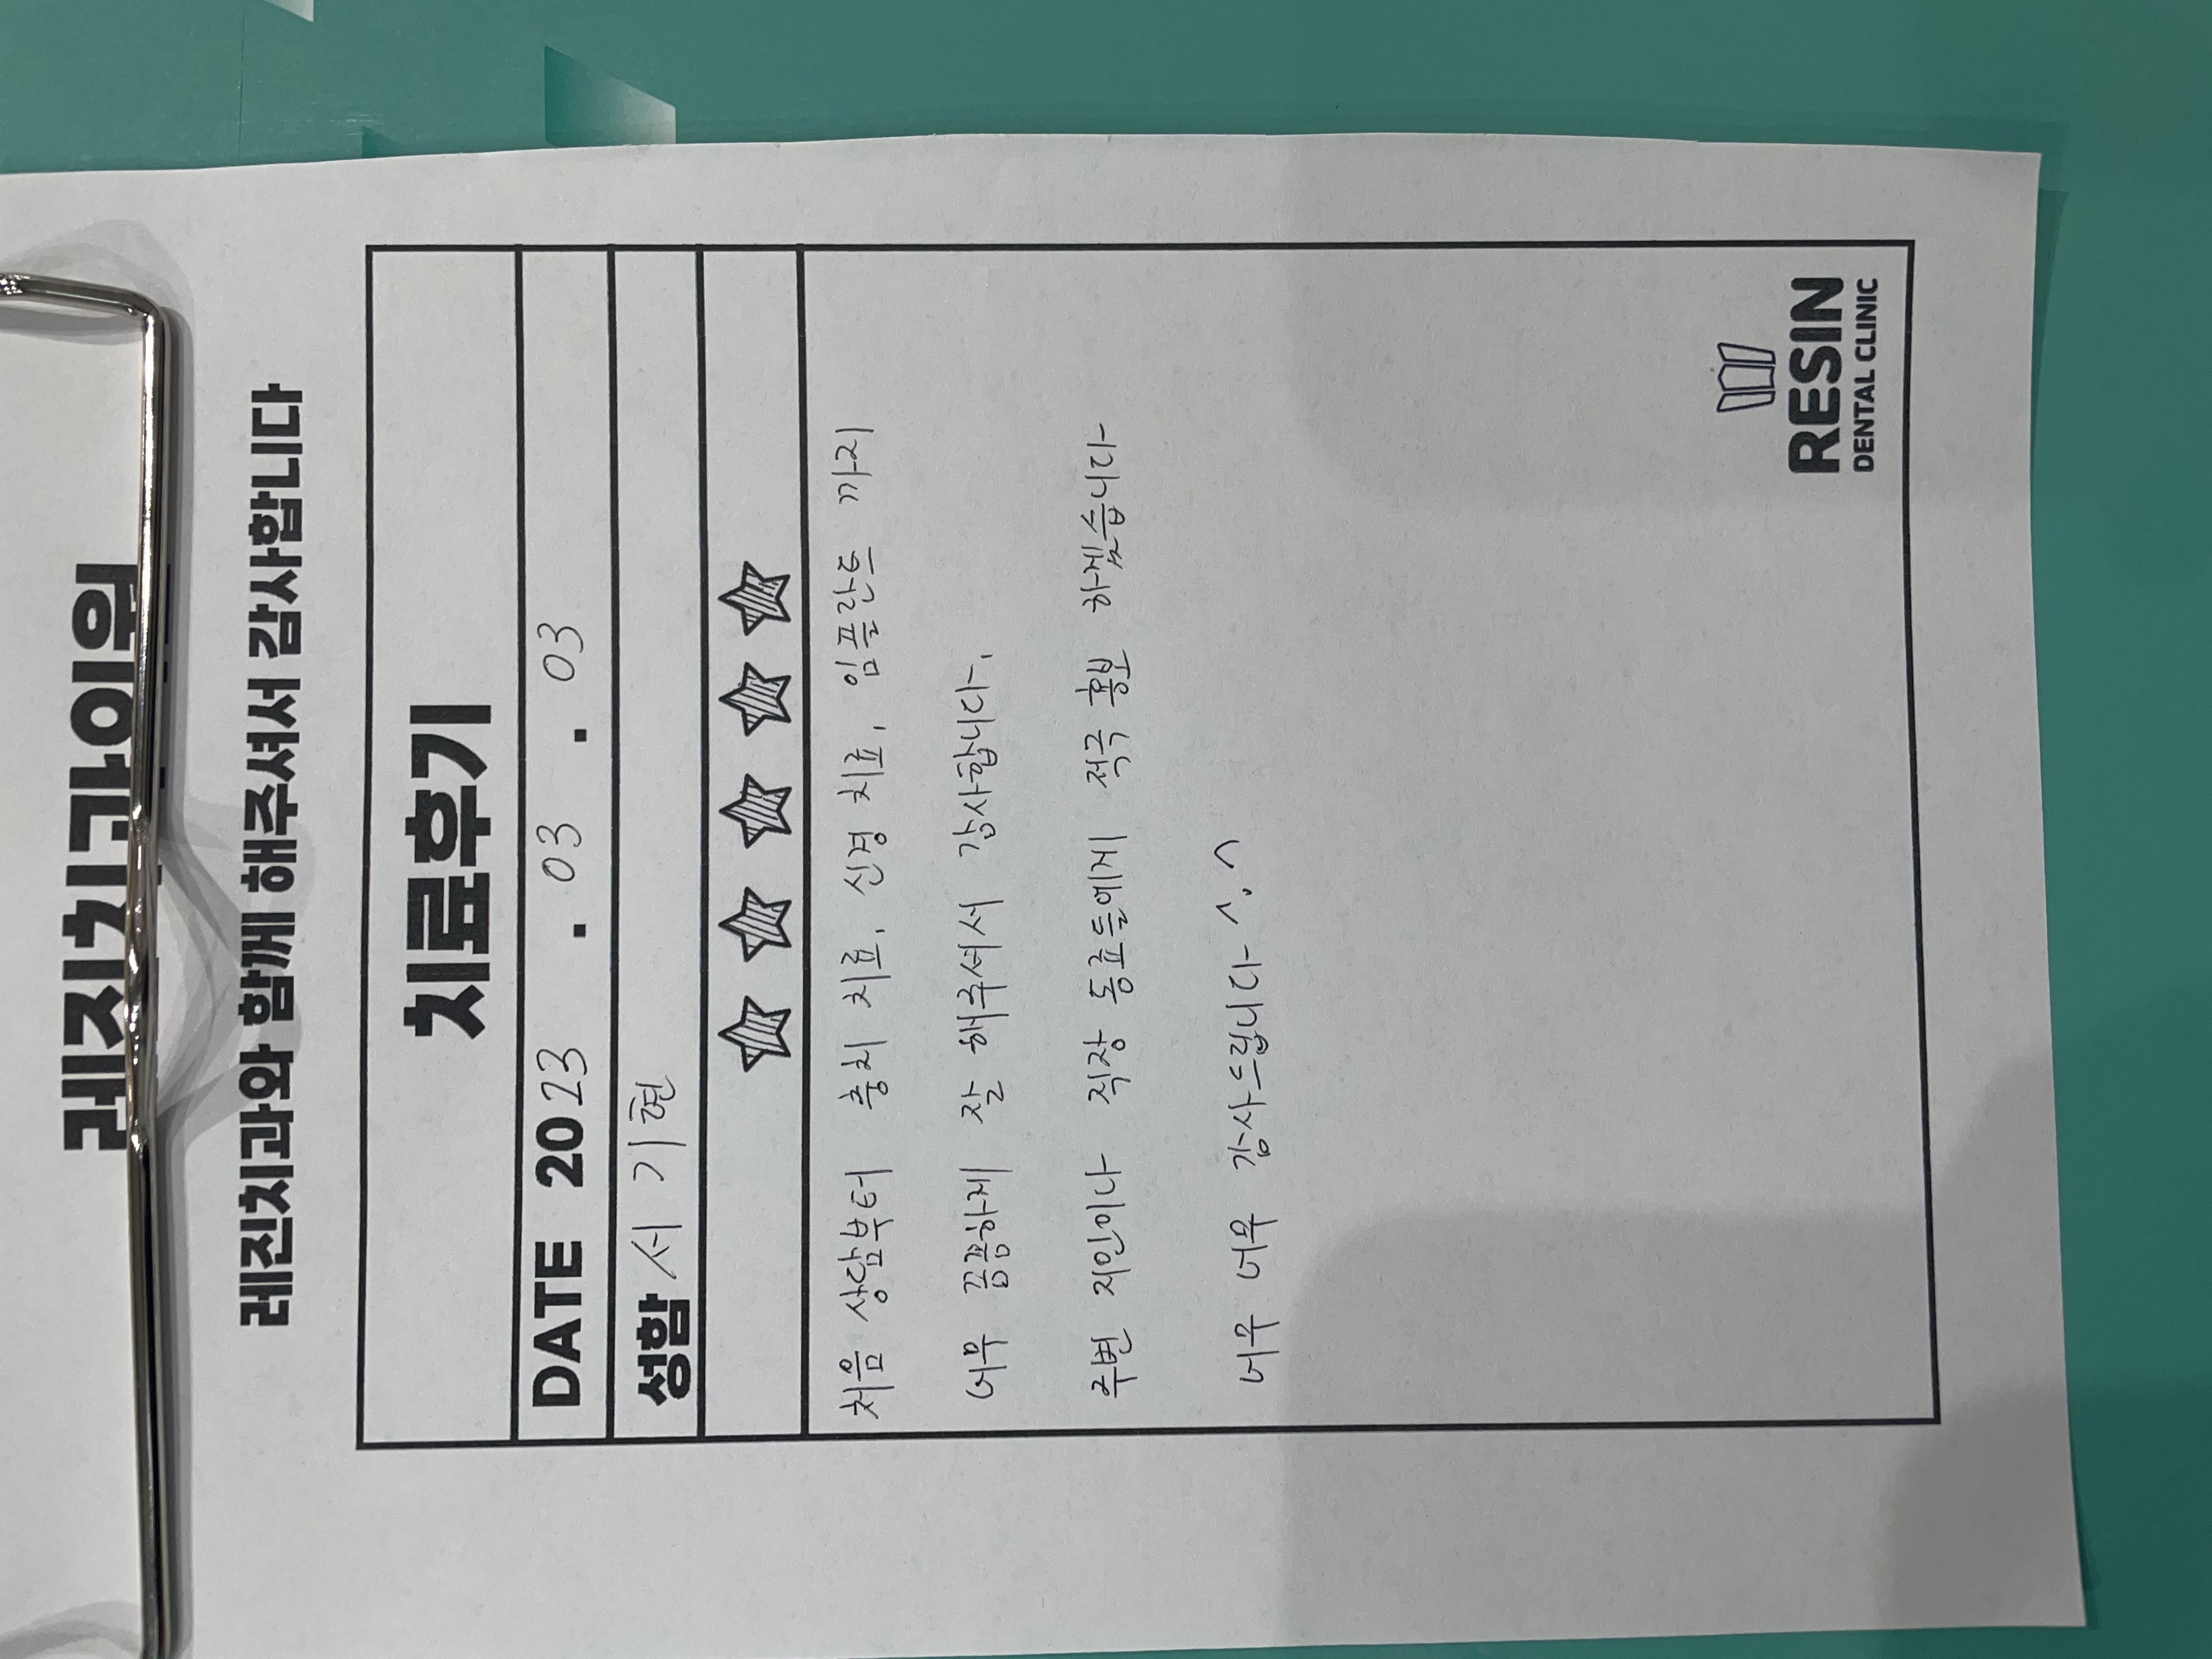 레진치과의원
레진치과와 함께 해주셔서 감사합니다
치료후기
DATE 2023 . 03 . 03
성함 서기현
처음 상담부터 충치 치료, 신경 치료, 임플란트 까지
너무 꼼꼼하게 잘 해주셔서 감사합니다.
주변 지인이나 직장 동료들에게 적극 홍보 하겠습니다
너무 너무 감사드립니다 ^.^
RESIN
DENTAL CLINIC